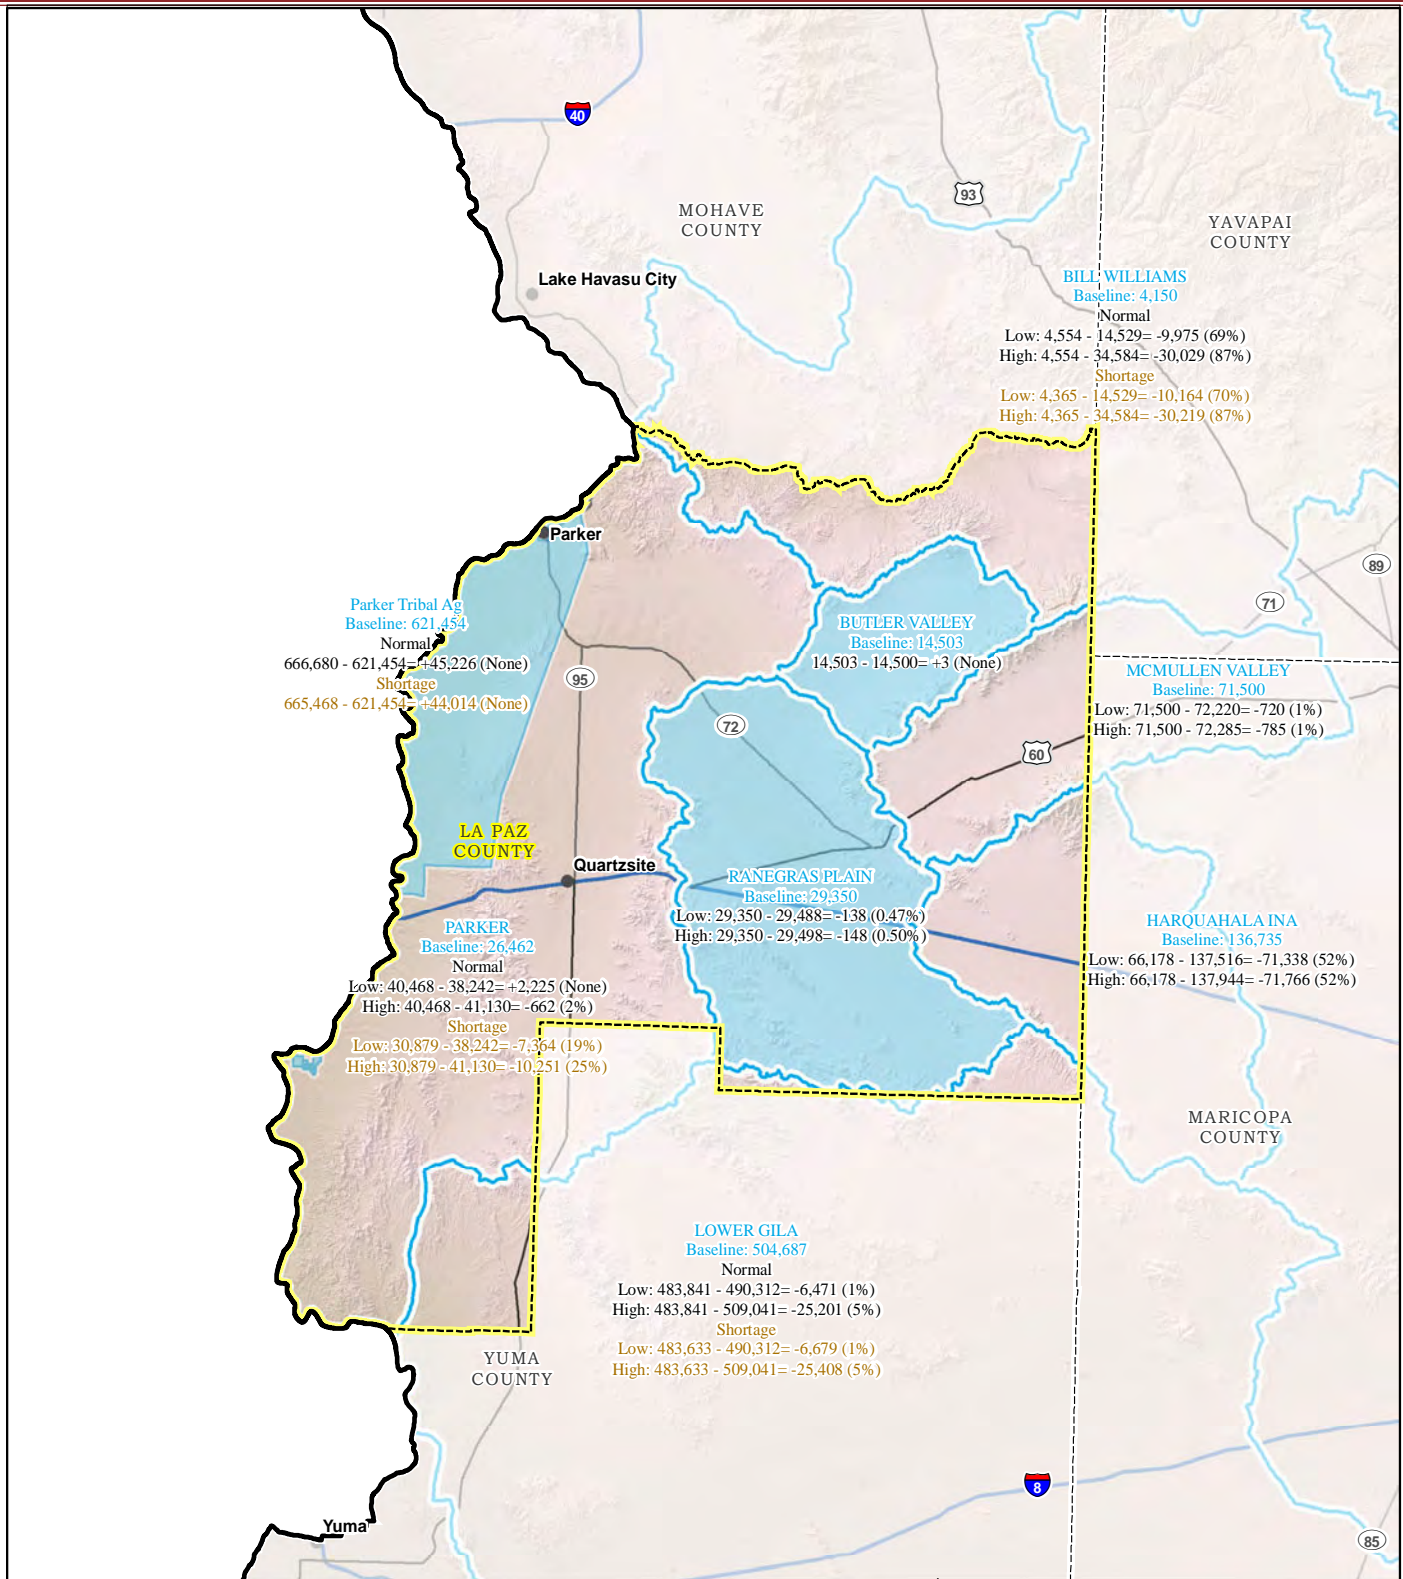 40
93
MOHAVE
COUNTY
YAVAPAI
COUNTY
Lake Havasu City
BILL WILLIAMS
Baseline: 4,150
Normal
Low: 4,554 - 14,529= -9,975 (69%)
High: 4,554 - 34,584= -30,029 (87%)
Shortage
Low: 4,365 - 14,529= -10,164 (70%)
High: 4,365 - 34,584= -30,219 (87%)
Parker
89
71
Parker Tribal Ag
Baseline: 621,454
Normal
666,680 - 621,454= +45,226 (None)
Shortage
665,468 - 621,454= +44,014 (None)
BUTLER VALLEY
Baseline: 14,503
14,503 - 14,500= +3 (None)
95
72
60
MCMULLEN VALLEY
Baseline: 71,500
Low: 71,500 - 72,220= -720 (1%)
High: 71,500 - 72,285= -785 (1%)
LA PAZ
COUNTY
Quartzsite
RANEGRAS PLAIN
Baseline: 29,350
Low: 29,350 - 29,488= -138 (0.47%)
High: 29,350 - 29,498= -148 (0.50%)
PARKER
Baseline: 26,462
Normal
Low: 40,468 - 38,242= +2,225 (None)
High: 40,468 - 41,130= -662 (2%)
Shortage
Low: 30,879 - 38,242= -7,364 (19%)
High: 30,879 - 41,130= -10,251 (25%)
HARQUAHALA INA
Baseline: 136,735
Low: 66,178 - 137,516= -71,338 (52%)
High: 66,178 - 137,944= -71,766 (52%)
MARICOPA
COUNTY
LOWER GILA
Baseline: 504,687
Normal
Low: 483,841 - 490,312= -6,471 (1%)
High: 483,841 - 509,041= -25,201 (5%)
Shortage
Low: 483,633 - 490,312= -6,679 (1%)
High: 483,633 - 509,041= -25,408 (5%)
YUMA
COUNTY
8
Yuma
85